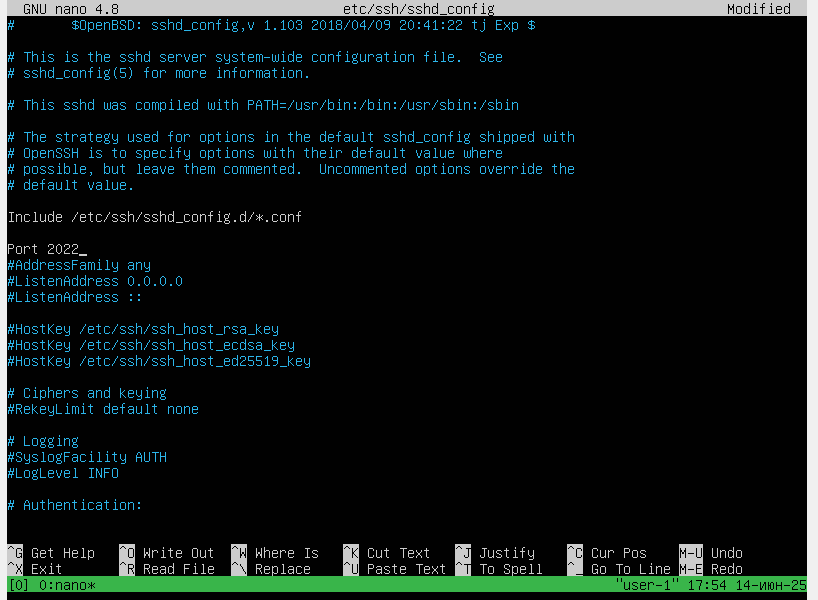 GNU nano 4.8 etc/ssh/sshd_config Modified
# $OpenBSD: sshd_config,v 1.103 2018/04/09 20:41:22 tj Exp $
# This is the sshd server system-wide configuration file. See
# sshd_config(5) for more information.
# This sshd was compiled with PATH=/usr/bin:/bin:/usr/sbin:/sbin
# The strategy used for options in the default sshd_config shipped with
# OpenSSH is to specify options with their default value where
# possible, but leave them commented. Uncommented options override the
# default value.
Include /etc/ssh/sshd_config.d/*.conf
Port 2022_
#AddressFamily any
#ListenAddress 0.0.0.0
#ListenAddress ::
#HostKey /etc/ssh/ssh_host_rsa_key
#HostKey /etc/ssh/ssh_host_ecdsa_key
#HostKey /etc/ssh/ssh_host_ed25519_key
# Ciphers and keying
#RekeyLimit default none
# Logging
#SyslogFacility AUTH
#LogLevel INFO
# Authentication:
^G Get Help ^O Write Out ^W Where Is ^K Cut Text ^J Justify ^C Cur Pos M-U Undo
^X Exit ^R Read File ^\ Replace ^U Paste Text ^T To Spell ^_ Go To Line M-E Redo
[0] 0:nano* "user-1" 17:54 14-июн-25